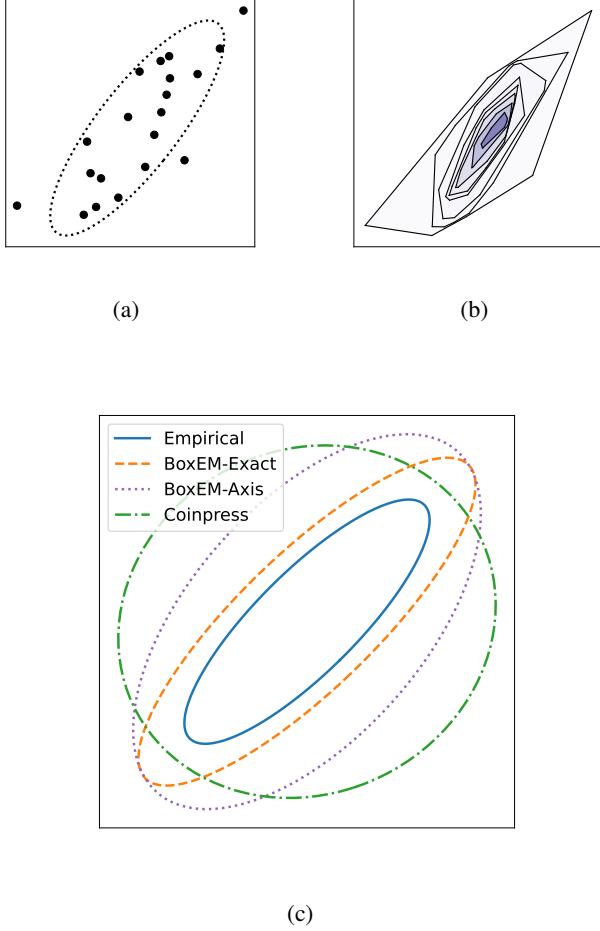 (a)
(b)
Empirical
BoxEM-Exact
BoxEM-Axis
Coinpress
(c)